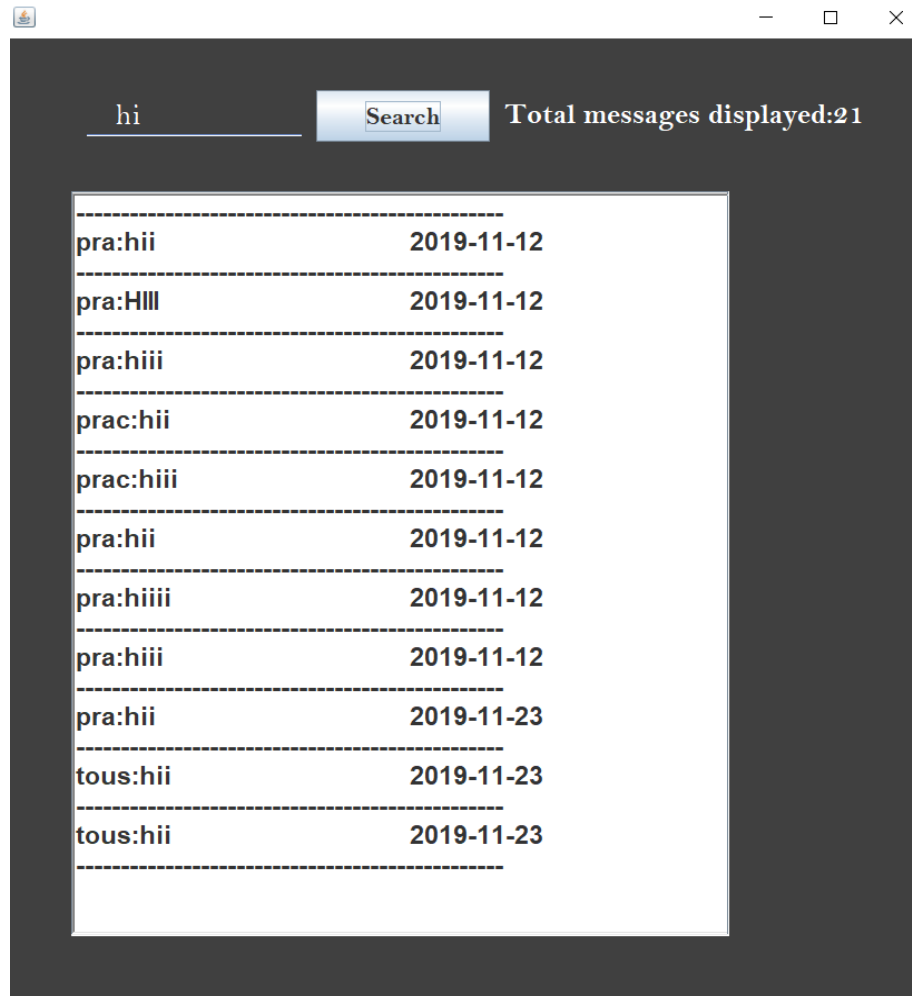 hi
Search
Total messages displayed:21
-------------------------------------------------
pra:hii 2019-11-12
-------------------------------------------------
pra:HIII 2019-11-12
-------------------------------------------------
pra:hiii 2019-11-12
-------------------------------------------------
prac:hii 2019-11-12
-------------------------------------------------
prac:hiii 2019-11-12
-------------------------------------------------
pra:hii 2019-11-12
-------------------------------------------------
pra:hiiii 2019-11-12
-------------------------------------------------
pra:hiii 2019-11-12
-------------------------------------------------
pra:hii 2019-11-23
-------------------------------------------------
tous:hii 2019-11-23
-------------------------------------------------
tous:hii 2019-11-23
-------------------------------------------------